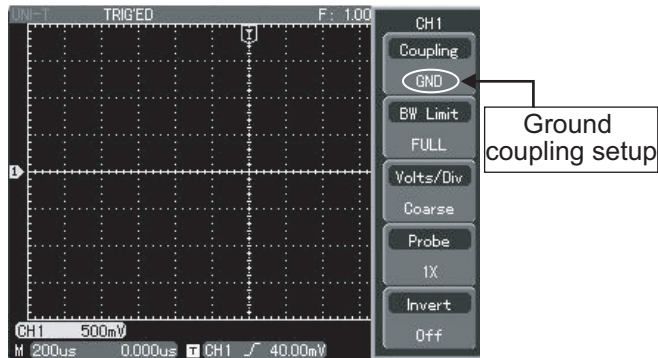 UNI-T TRIG'ED F: 1.00
T
CH1
Coupling
GND
BW Limit
FULL
Volts/Div
Coarse
Probe
1X
Invert
Off
Ground
coupling setup
1
CH1 500mV
M 200us 0.000us T CH1 40.00mV